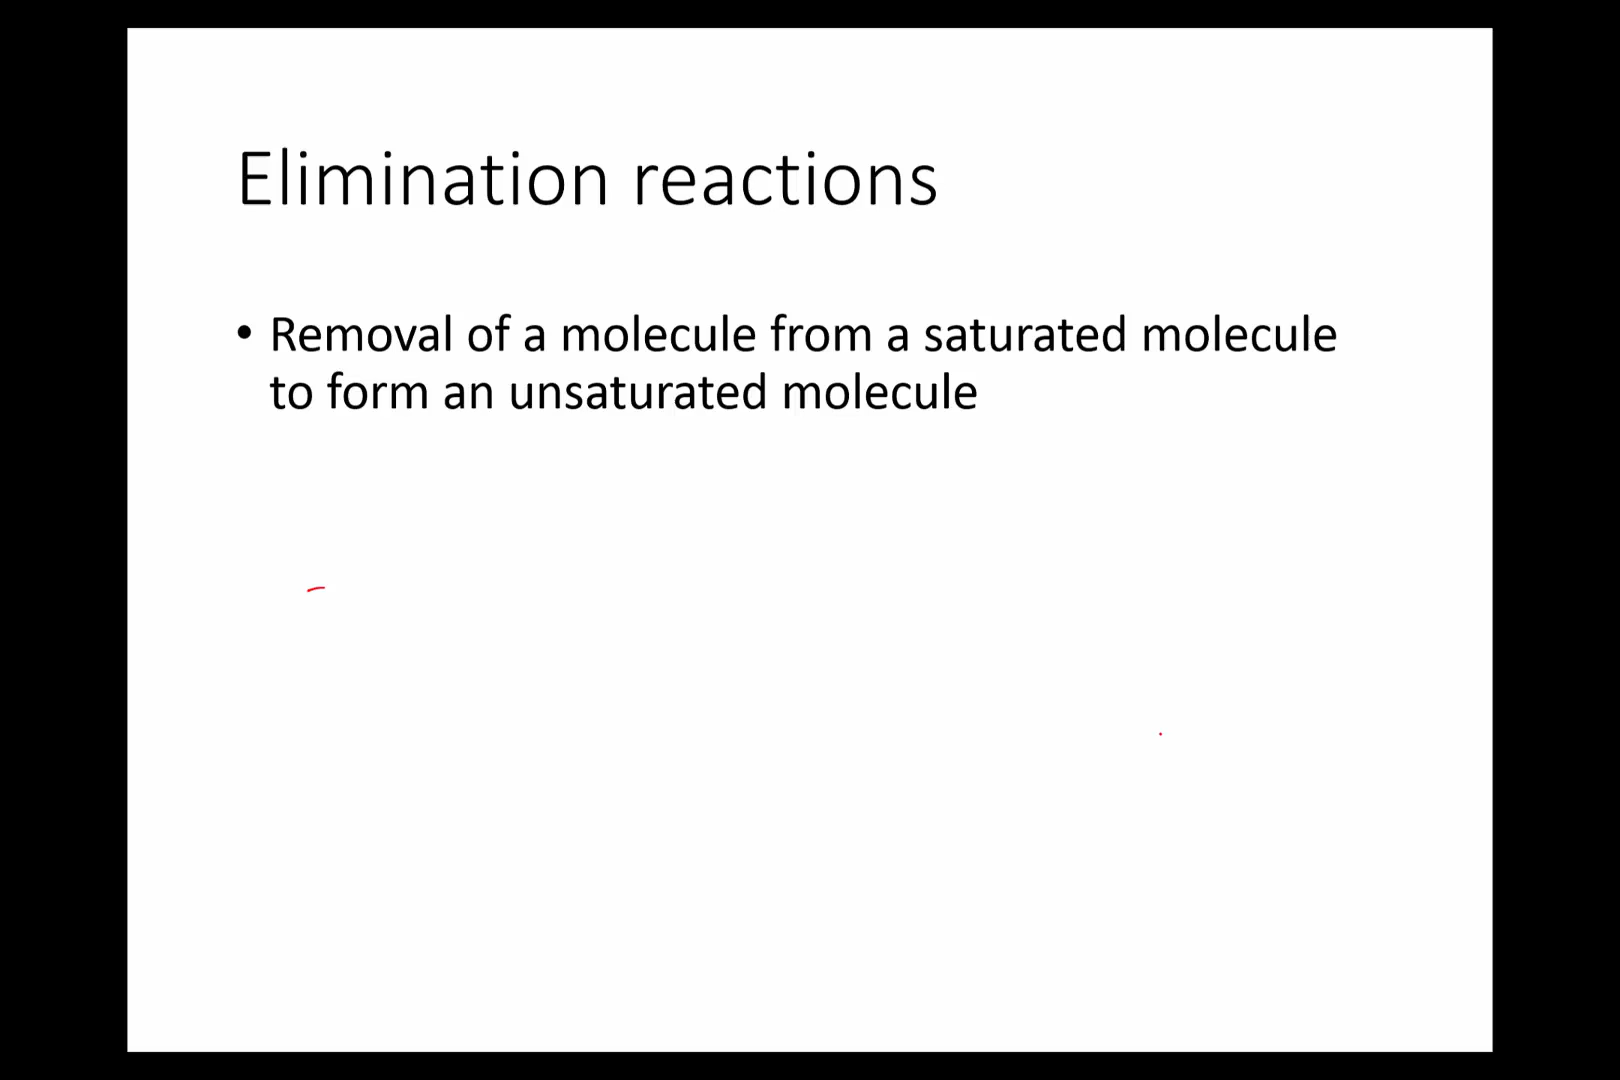 Elimination reactions
• Removal of a molecule from a saturated molecule
to form an unsaturated molecule